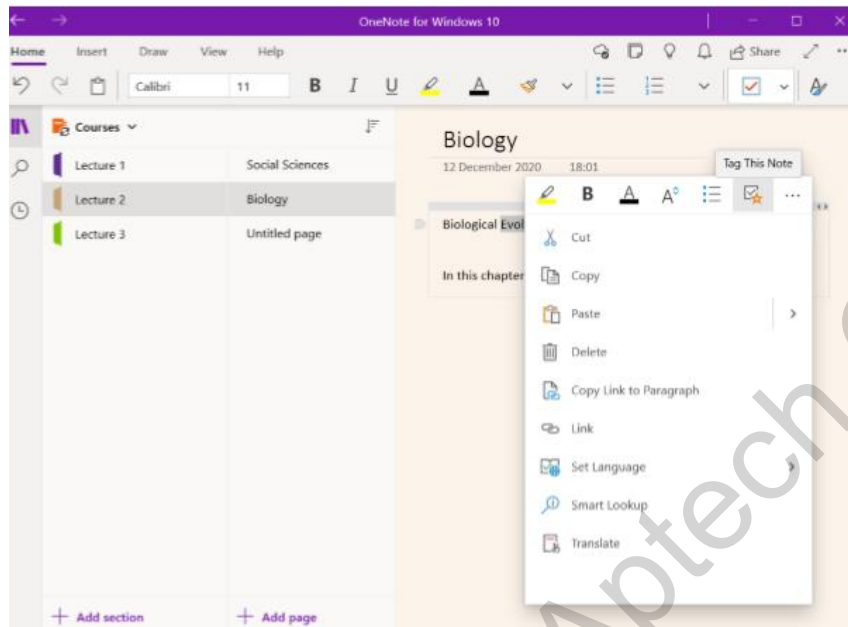 OneNote for Windows 10
Home Insert Draw View Help Share
Calibri 11 B I U A
Courses
Lecture 1 Social Sciences
Lecture 2 Biology
Lecture 3 Untitled page
Add section Add page
Biology
12 December 2020 18:01
Tag This Note
B A A
Biological Evol
In this chapter
Cut
Copy
Paste
Delete
Copy Link to Paragraph
Link
Set Language
Smart Lookup
Translate
Aptech